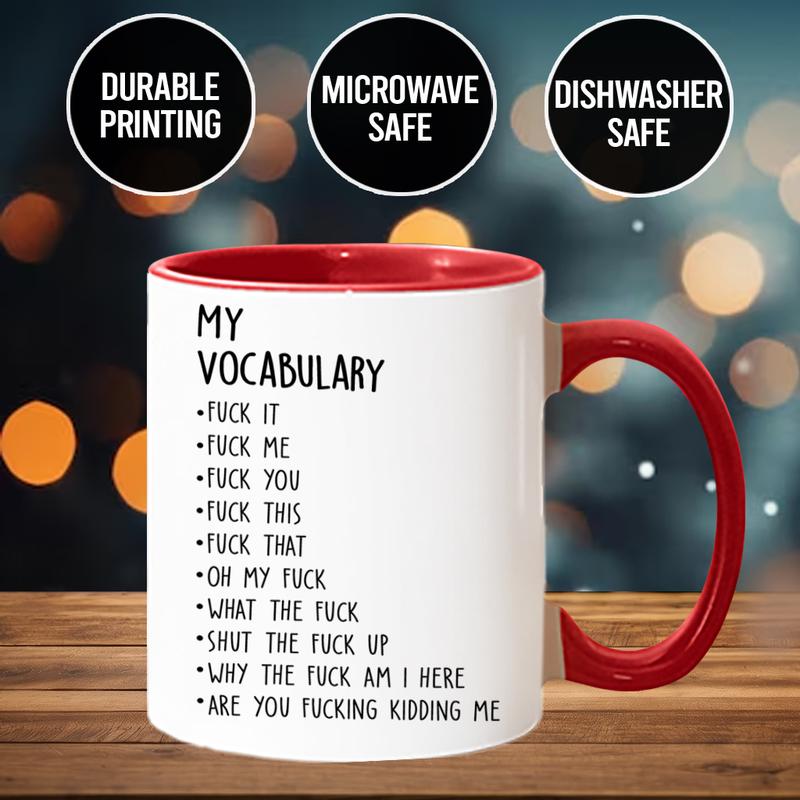 DURABLE
PRINTING
MICROWAVE
SAFE
DISHWASHER
SAFE
MY
VOCABULARY
•FUCK IT
•FUCK ME
•FUCK YOU
•FUCK THIS
•FUCK THAT
•OH MY FUCK
•WHAT THE FUCK
•SHUT THE FUCK UP
•WHY THE FUCK AM I HERE
•ARE YOU FUCKING KIDDING ME